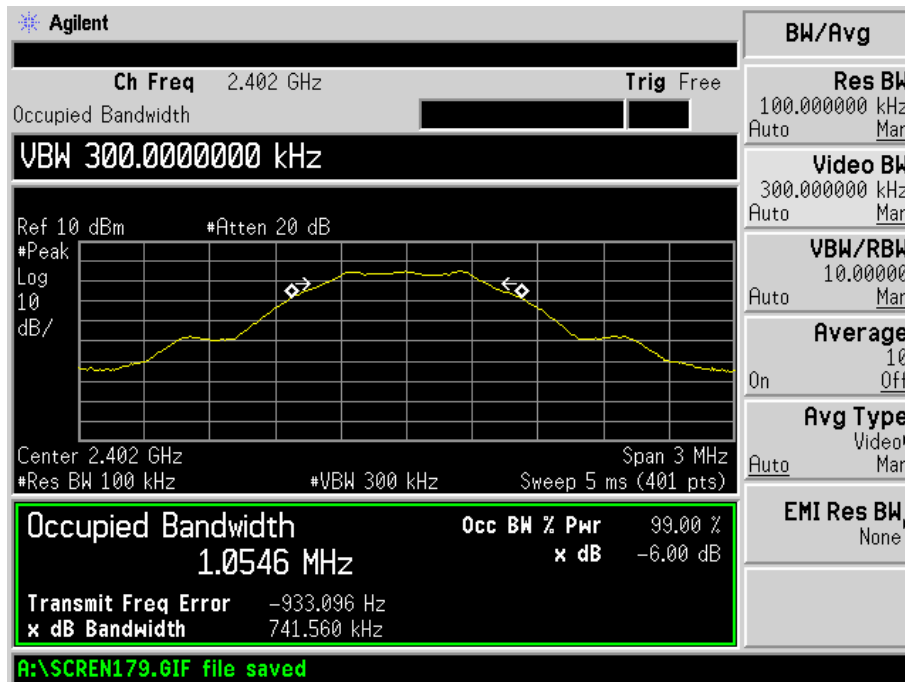 Agilent
BW/Avg
Ch Freq 2.402 GHz Trig Free
Occupied Bandwidth
VBW 300.0000000 kHz
Ref 10 dBm #Atten 20 dB
#Peak
Log
10
dB/
Center 2.402 GHz Span 3 MHz
#Res BW 100 kHz #VBW 300 kHz Sweep 5 ms (401 pts)
Occupied Bandwidth
1.0546 MHz
Occ BW % Pwr 99.00 %
x dB -6.00 dB
Transmit Freq Error -933.096 Hz
x dB Bandwidth 741.560 kHz
A:\SCREN179.GIF file saved
Res BW
100.000000 kHz
Auto Man
Video BW
300.000000 kHz
Auto Man
VBW/RBW
10.00000
Auto Man
Average
10
On Off
Avg Type
Video
Auto Man
EMI Res BW
None